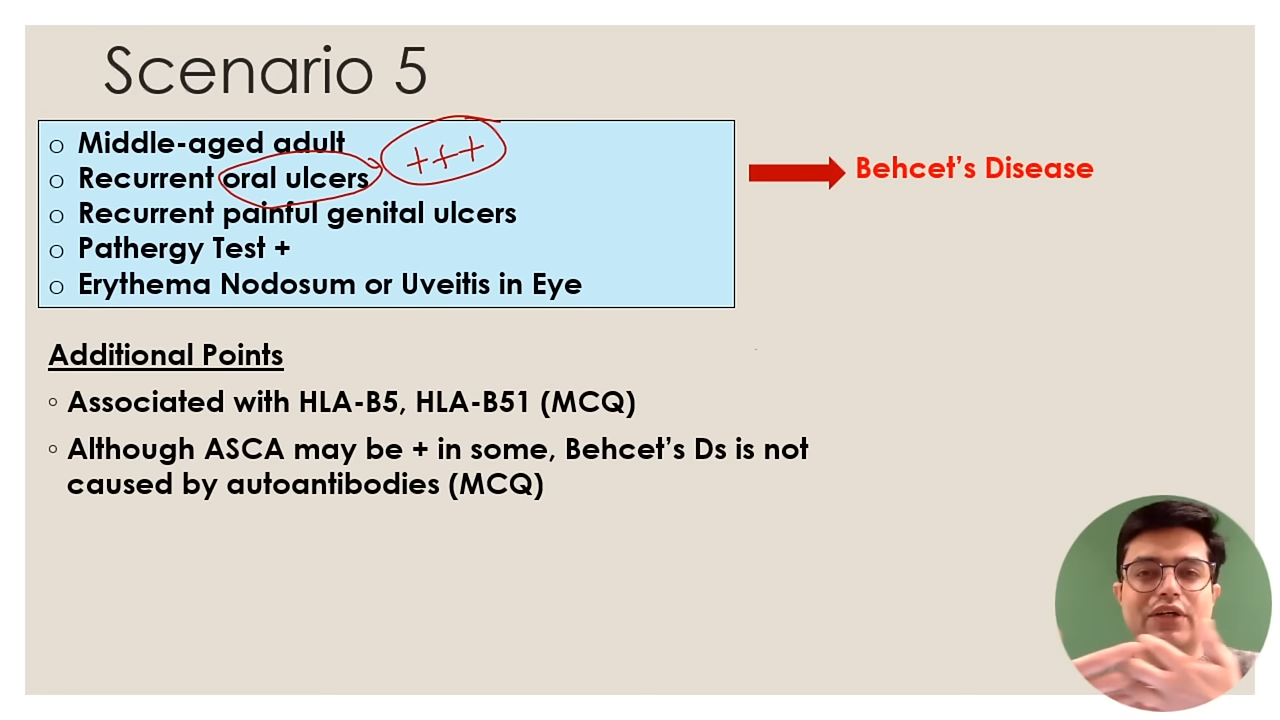 Scenario 5
o Middle-aged adult
o Recurrent oral ulcers +++
o Recurrent painful genital ulcers
o Pathergy Test +
o Erythema Nodosum or Uveitis in Eye
Behcet’s Disease
Additional Points
◦ Associated with HLA-B5, HLA-B51 (MCQ)
◦ Although ASCA may be + in some, Behcet’s Ds is not
caused by autoantibodies (MCQ)